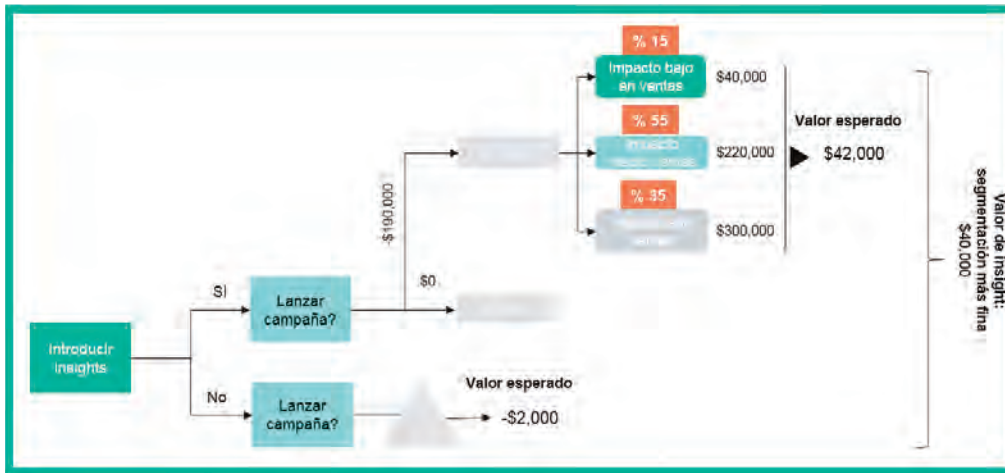 % 15
Impacto bajo
en ventas
$40,000
% 55
Impacto
$220,000
% 35
$300,000
Valor esperado
$42,000
-$190,000
$0
SI
Lanzar
campaña?
Introducir
insights
No
Lanzar
campaña?
Valor esperado
-$2,000
Valor de insight::
segmentación más fina
$40,000